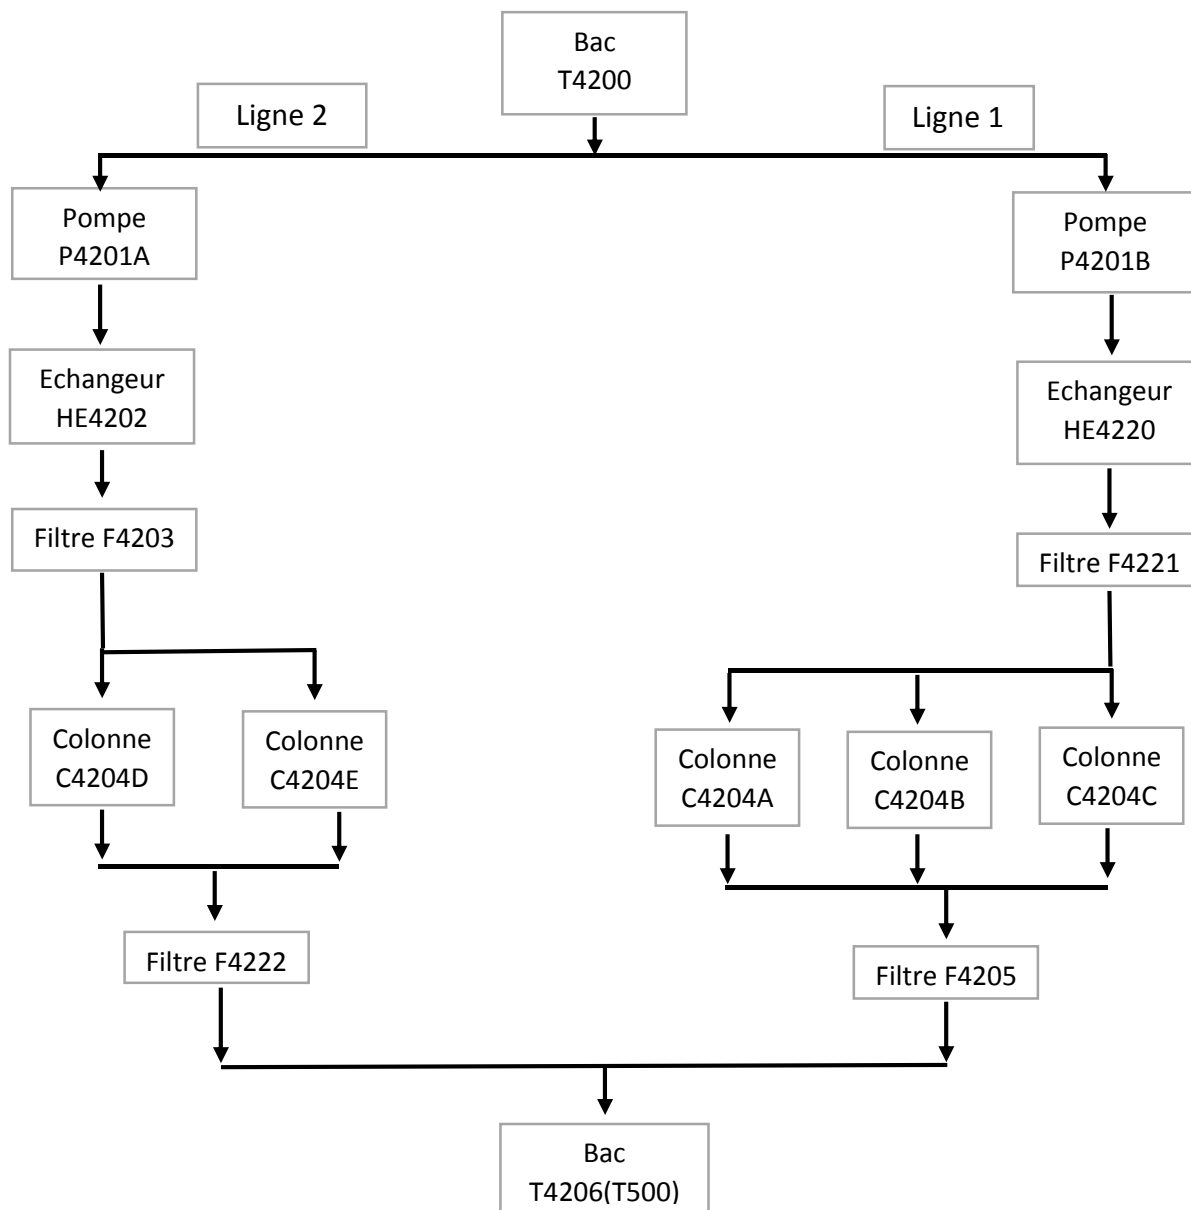 Bac
T4200
Ligne 2
Ligne 1
Pompe
P4201A
Pompe
P4201B
Echangeur
HE4202
Echangeur
HE4220
Filtre F4203
Filtre F4221
Colonne
C4204D
Colonne
C4204E
Colonne
C4204A
Colonne
C4204B
Colonne
C4204C
Filtre F4222
Filtre F4205
Bac
T4206(T500)